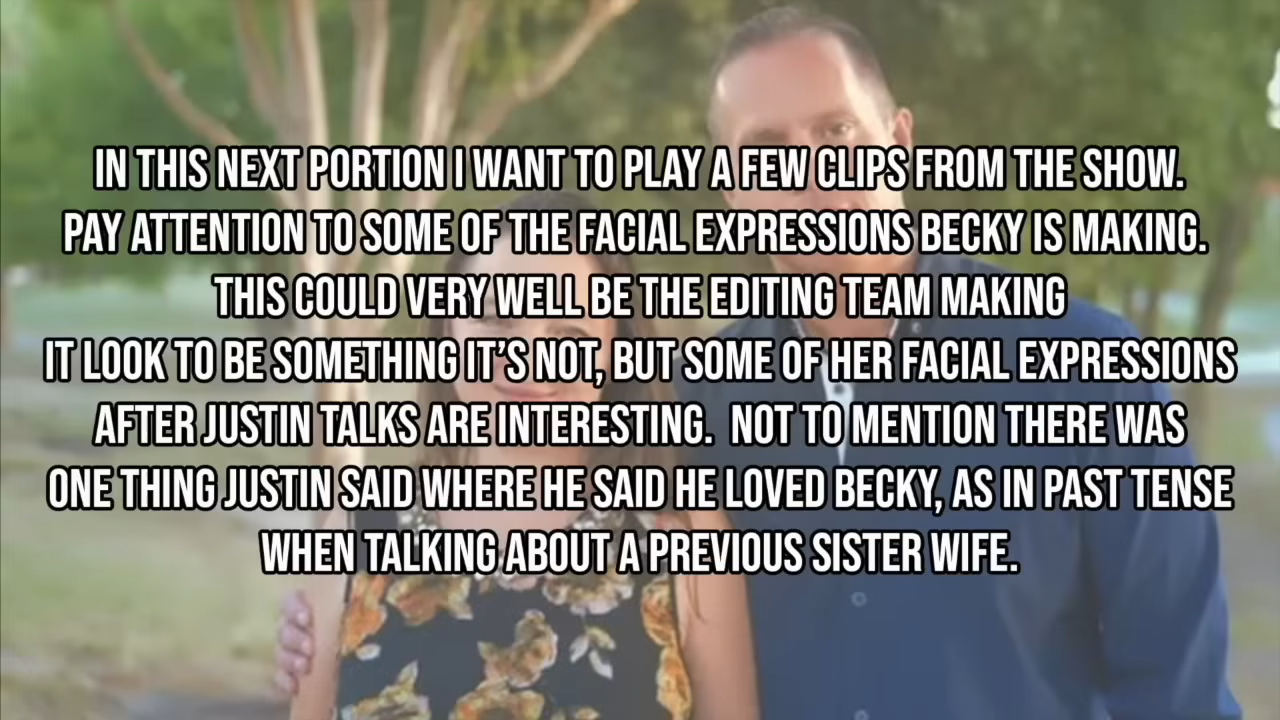 IN THIS NEXT PORTION I WANT TO PLAY A FEW CLIPS FROM THE SHOW.
PAY ATTENTION TO SOME OF THE FACIAL EXPRESSIONS BECKY IS MAKING.
THIS COULD VERY WELL BE THE EDITING TEAM MAKING
IT LOOK TO BE SOMETHING IT'S NOT, BUT SOME OF HER FACIAL EXPRESSIONS
AFTER JUSTIN TALKS ARE INTERESTING.  NOT TO MENTION THERE WAS
ONE THING JUSTIN SAID WHERE HE SAID HE LOVED BECKY, AS IN PAST TENSE
WHEN TALKING ABOUT A PREVIOUS SISTER WIFE.